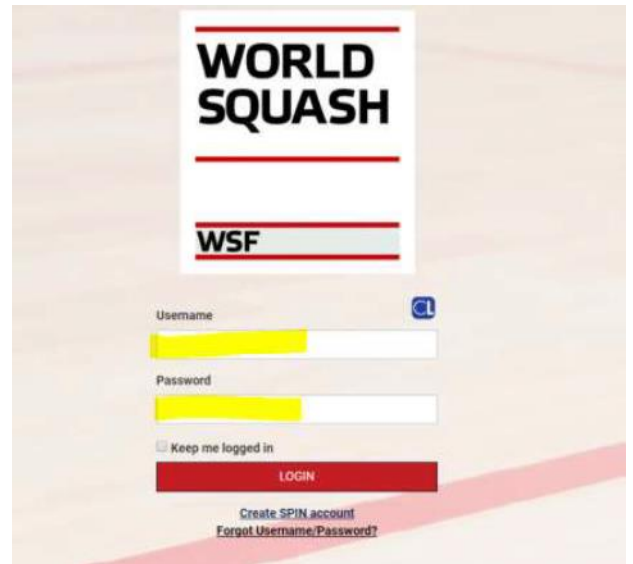 WORLD
SQUASH
WSF
CL
Username
Password
Keep me logged in
LOGIN
Create SPIN account
Forgot Username/Password?